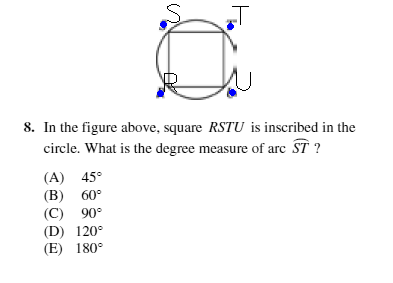 S T
R U
8. In the figure above, square RSTU is inscribed in the
circle. What is the degree measure of arc ST ?
(A) 45°
(B) 60°
(C) 90°
(D) 120°
(E) 180°